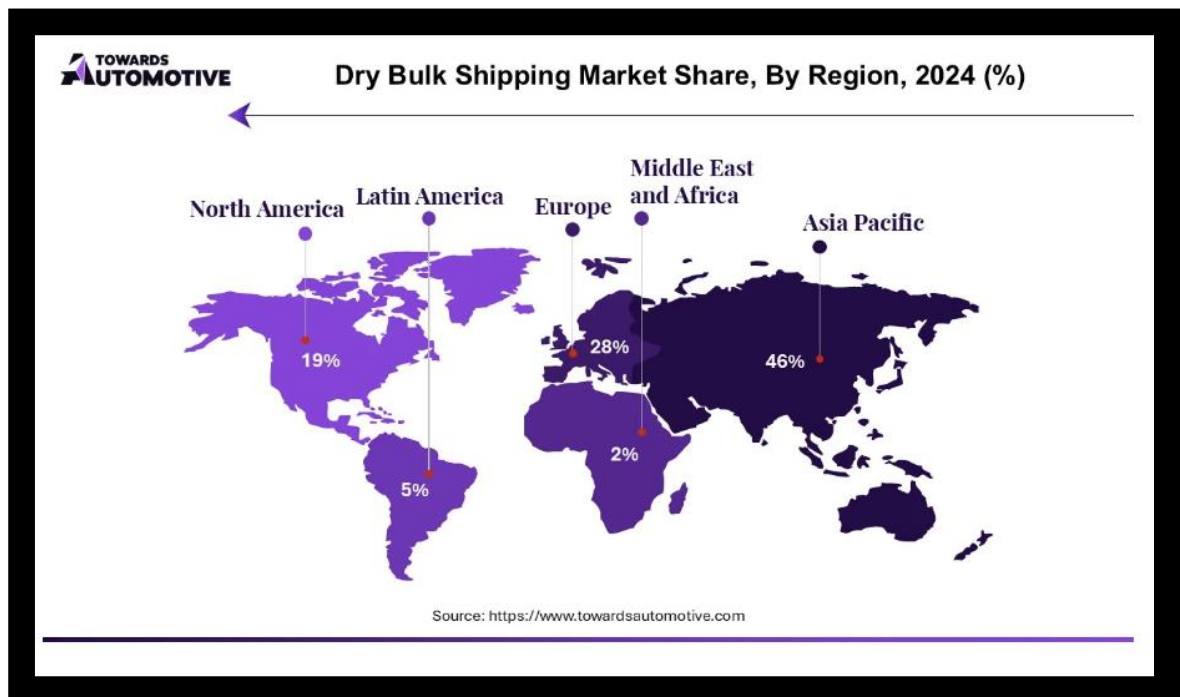 TOWARDS
AUTOMOTIVE
Dry Bulk Shipping Market Share, By Region, 2024 (%)
North America
Latin America
Europe
Middle East
and Africa
Asia Pacific
19%
5%
28%
2%
46%
Source: https://www.towardsautomotive.com